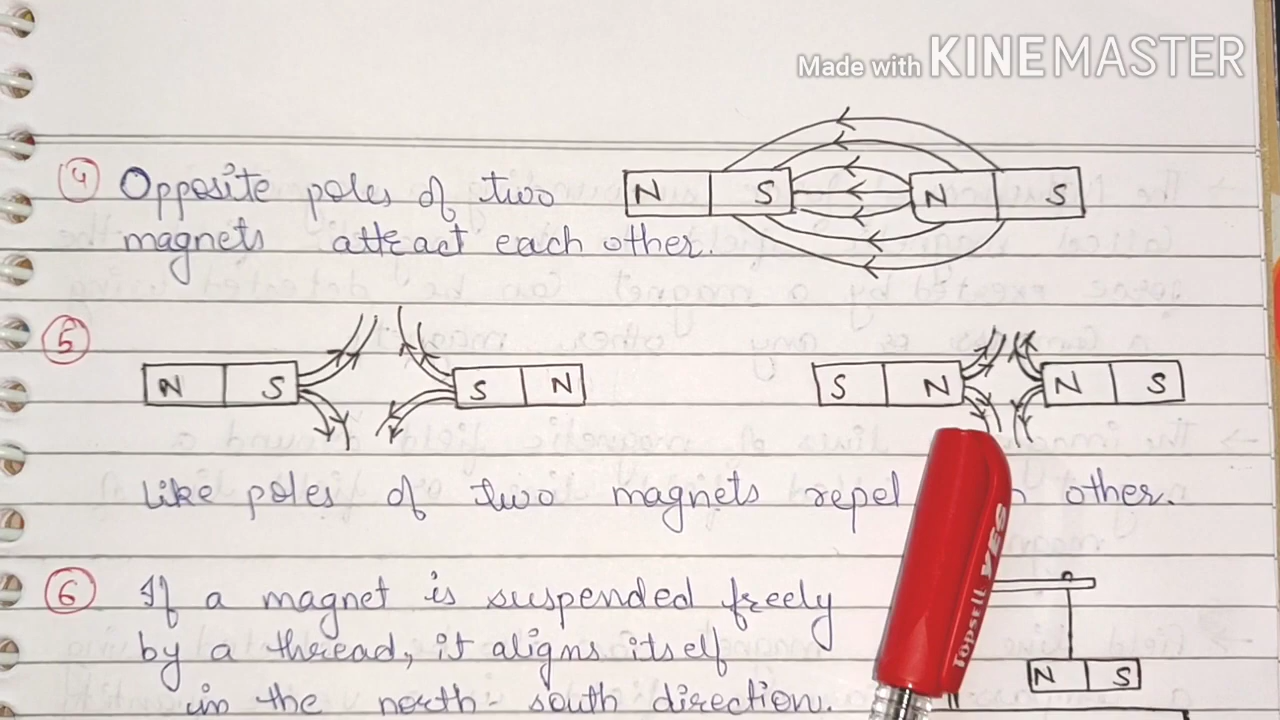 Made with KINEMASTER
④ Opposite poles of two
magnets attract each other.
N S N S
⑤
N S S N S N N S
Like poles of two magnets repel other.
⑥ If a magnet is suspended freely
by a thread, it aligns itself
in the north-south direction.
N S
Topsril YES